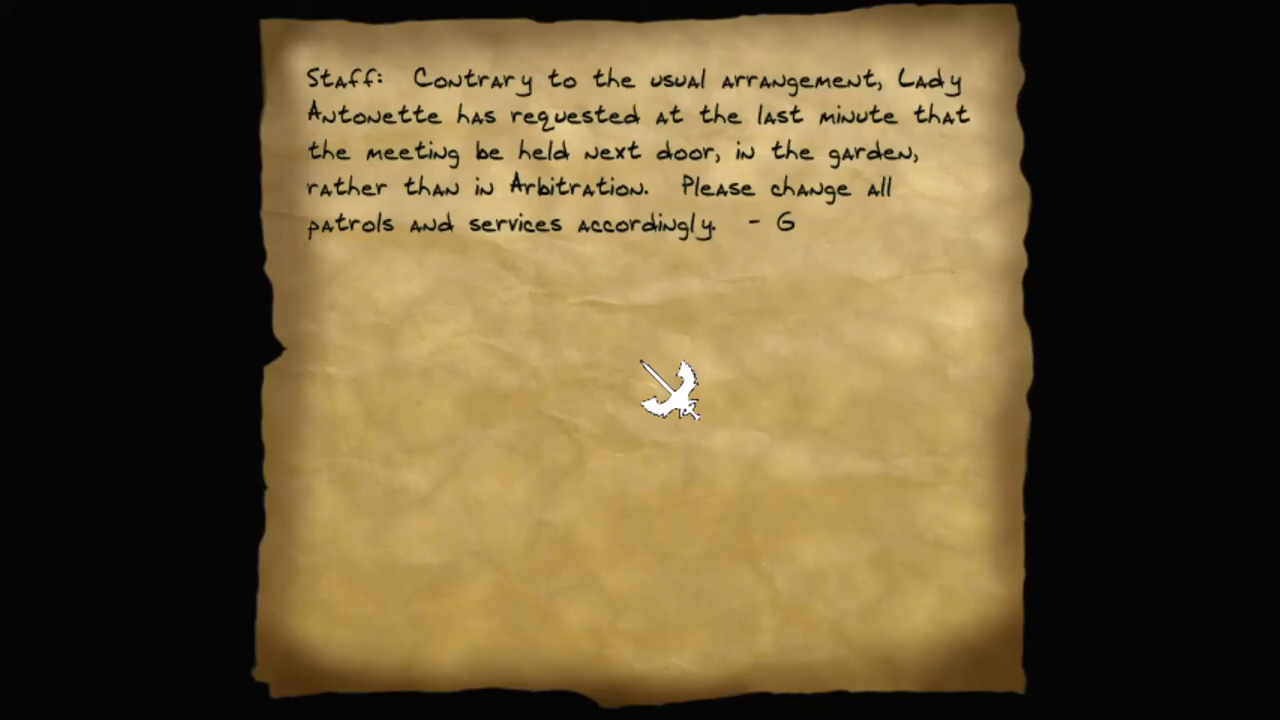 Staff:  Contrary to the usual arrangement, Lady
Antonette has requested at the last minute that
the meeting be held next door, in the garden,
rather than in Arbitration.  Please change all
patrols and services accordingly.  - G